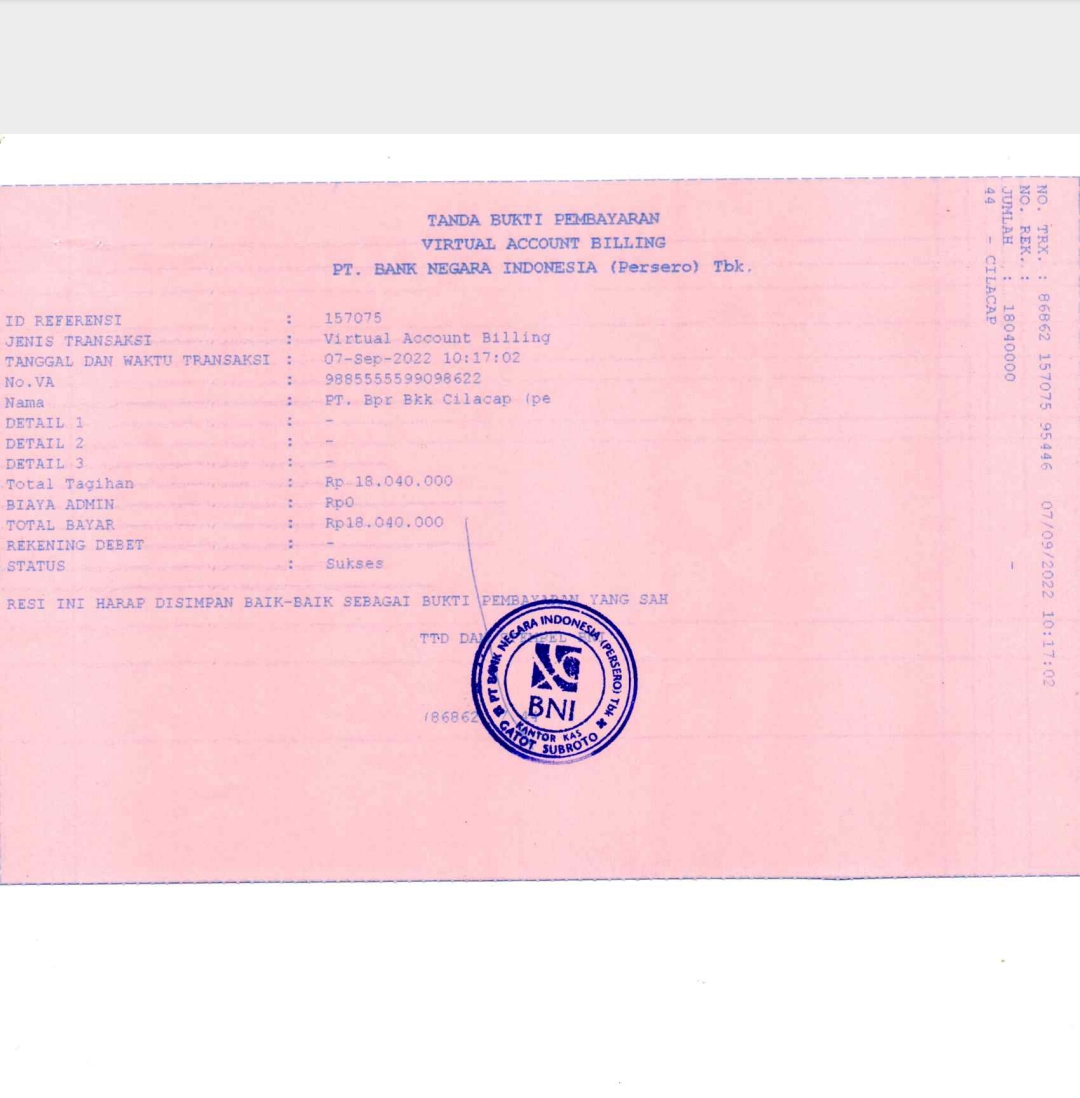 TANDA BUKTI PEMBAYARAN
VIRTUAL ACCOUNT BILLING
PT. BANK NEGARA INDONESIA (Persero) Tbk.
ID REFERENSI : 157075
JENIS TRANSAKSI : Virtual Account Billing
TANGGAL DAN WAKTU TRANSAKSI : 07-Sep-2022 10:17:02
No.VA : 9885555599098622
Nama : PT. Bpr Bkk Cilacap (pe
DETAIL 1 : -
DETAIL 2 : -
DETAIL 3 : -
Total Tagihan : Rp 18.040.000
BIAYA ADMIN : Rp0
TOTAL BAYAR : Rp18.040.000
REKENING DEBET : -
STATUS : Sukses
RESI INI HARAP DISIMPAN BAIK-BAIK SEBAGAI BUKTI PEMBAYARAN YANG SAH
TTD DAN STEMPEL BNI
(86862
PT BANK NEGARA INDONESIA (PERSERO) Tbk
BNI
KANTOR KAS
GATOT SUBROTO
NO. TRX. : 86862 157075 95446 07/09/2022 10:17:02
NO. REK. :
JUMLAH : 18040000 -
44 - CILACAP